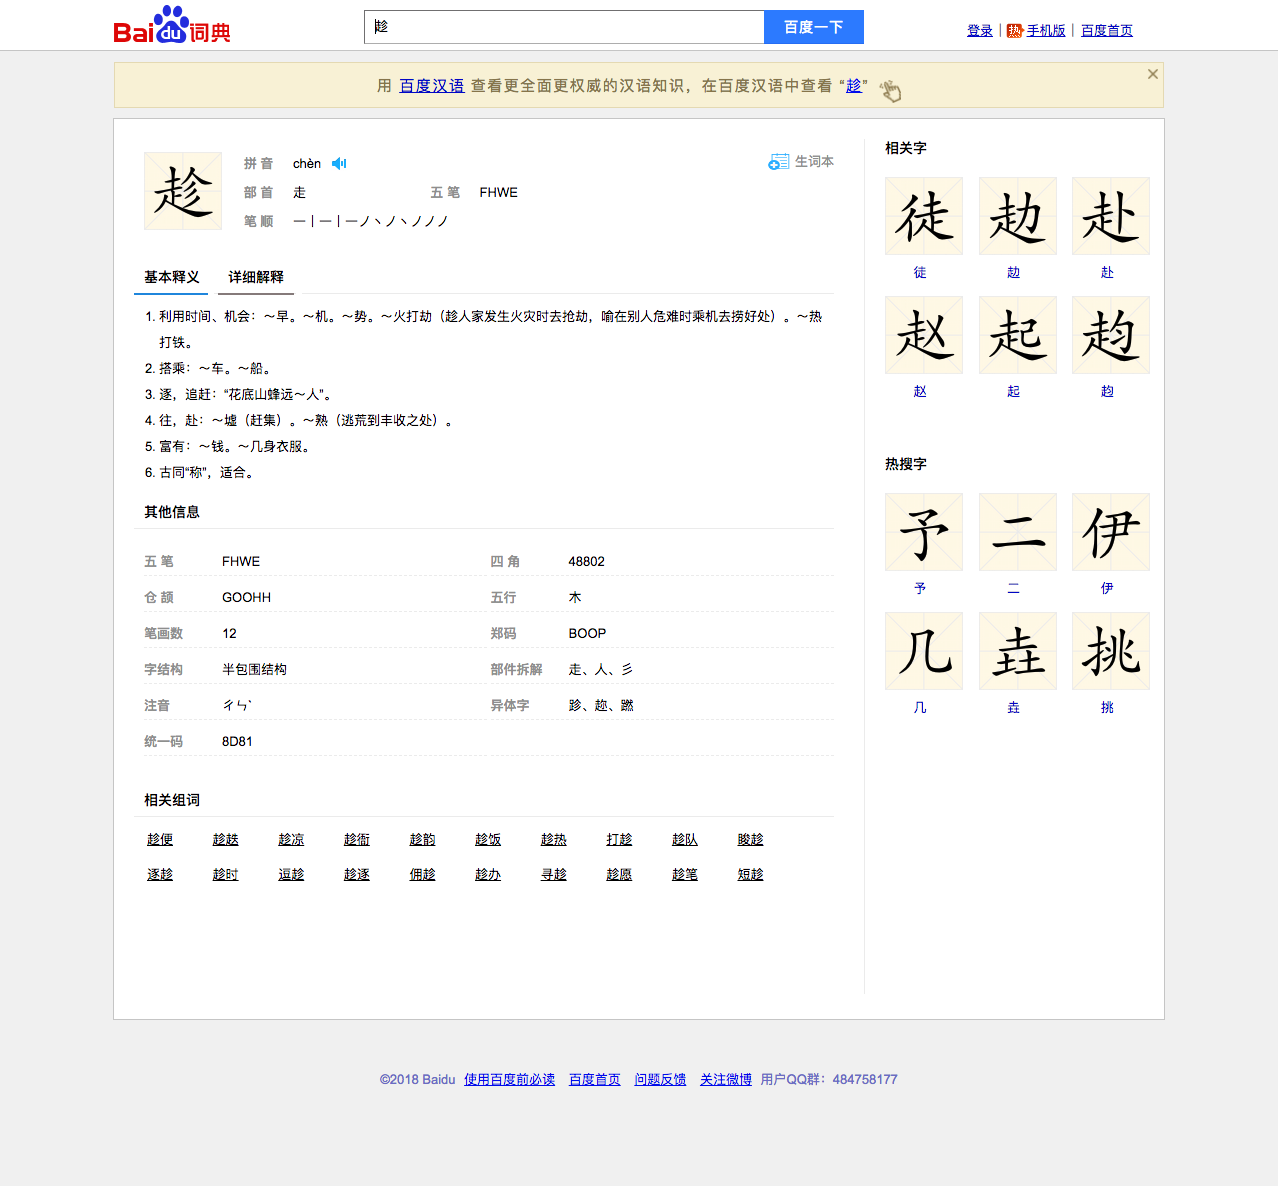 Bai du 词典
趁
百度一下
登录 | 热 手机版 | 百度首页
用 百度汉语 查看更全面更权威的汉语知识，在百度汉语中查看 “趁”
趁
拼 音 chèn
生词本
部 首 走 五 笔 FHWE
笔 顺 一丨一丨一ノ丶ノ丶ノノノ
基本释义 详细解释
1. 利用时间、机会：～早。～机。～势。～火打劫（趁人家发生火灾时去抢劫，喻在别人危难时乘机去捞好处）。～热
打铁。
2. 搭乘：～车。～船。
3. 逐，追赶：“花底山蜂远～人”。
4. 往，赴：～墟（赶集）。～熟（逃荒到丰收之处）。
5. 富有：～钱。～几身衣服。
6. 古同“称”，适合。
其他信息
五 笔 FHWE 四 角 48802
仓 颉 GOOHH 五行 木
笔画数 12 郑码 BOOP
字结构 半包围结构 部件拆解 走、人、彡
注音 ㄔㄣˋ 异体字 跈、趂、蹨
统一码 8D81
相关组词
趁便 趁趃 趁凉 趁衙 趁韵 趁饭 趁热 打趁 趁队 晙趁
逐趁 趁时 逗趁 趁逐 佣趁 趁办 寻趁 趁愿 趁笔 短趁
相关字
徒 赲 赴
徒 赲 赴
赵 起 赹
赵 起 赹
热搜字
予 二 伊
予 二 伊
几 垚 挑
几 垚 挑
©2018 Baidu 使用百度前必读 百度首页 问题反馈 关注微博 用户QQ群：484758177